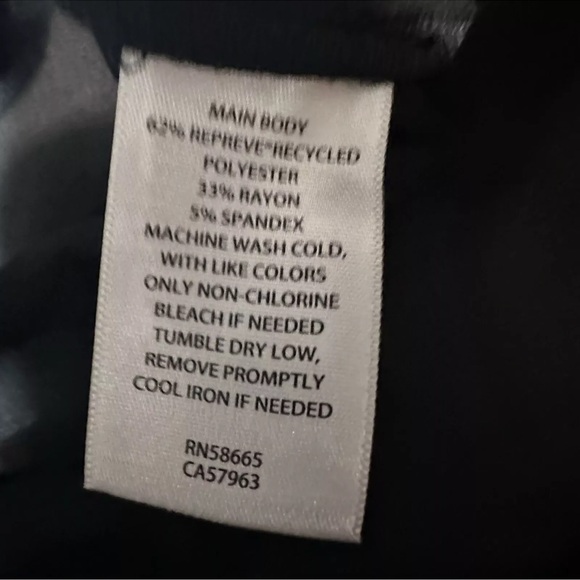 MAIN BODY
62% REPREVE®RECYCLED
POLYESTER
33% RAYON
5% SPANDEX
MACHINE WASH COLD,
WITH LIKE COLORS
ONLY NON-CHLORINE
BLEACH IF NEEDED
TUMBLE DRY LOW,
REMOVE PROMPTLY
COOL IRON IF NEEDED
RN58665
CA57963